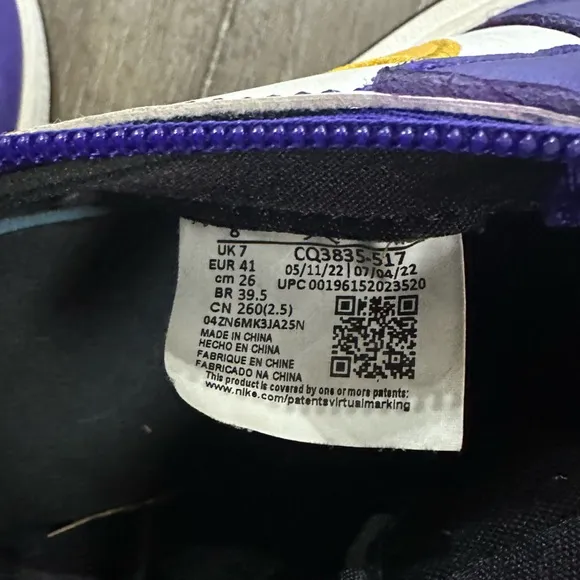 8
UK 7 CQ3835-517
EUR 41 05/11/22 | 07/04/22
cm 26 UPC 00196152023520
BR 39.5
CN 260(2.5)
04ZN6MK3JA25N
MADE IN CHINA
HECHO EN CHINA
FABRIQUE EN CHINE
FABRICADO NA CHINA
This product is covered by one or more patents:
www.nike.com/patentsvirtualmarking